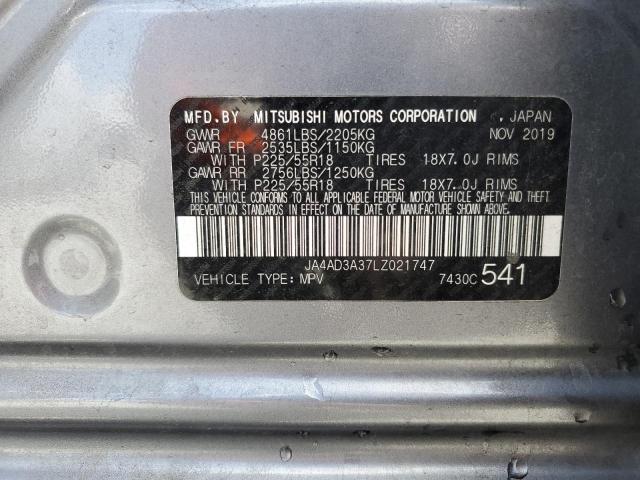 MFD.BY MITSUBISHI MOTORS CORPORATION , JAPAN
GVWR 4861LBS/2205KG NOV 2019
GAWR FR 2535LBS/1150KG
WITH P225/55R18 TIRES 18X7.0J RIMS
GAWR RR 2756LBS/1250KG
WITH P225/55R18 TIRES 18X7.0J RIMS
THIS VEHICLE CONFORMS TO ALL APPLICABLE FEDERAL MOTOR VEHICLE SAFETY AND THEFT
PREVENTION STANDARDS IN EFFECT ON THE DATE OF MANUFACTURE SHOWN ABOVE.
JA4AD3A37LZ021747
VEHICLE TYPE:MPV 7430C 541